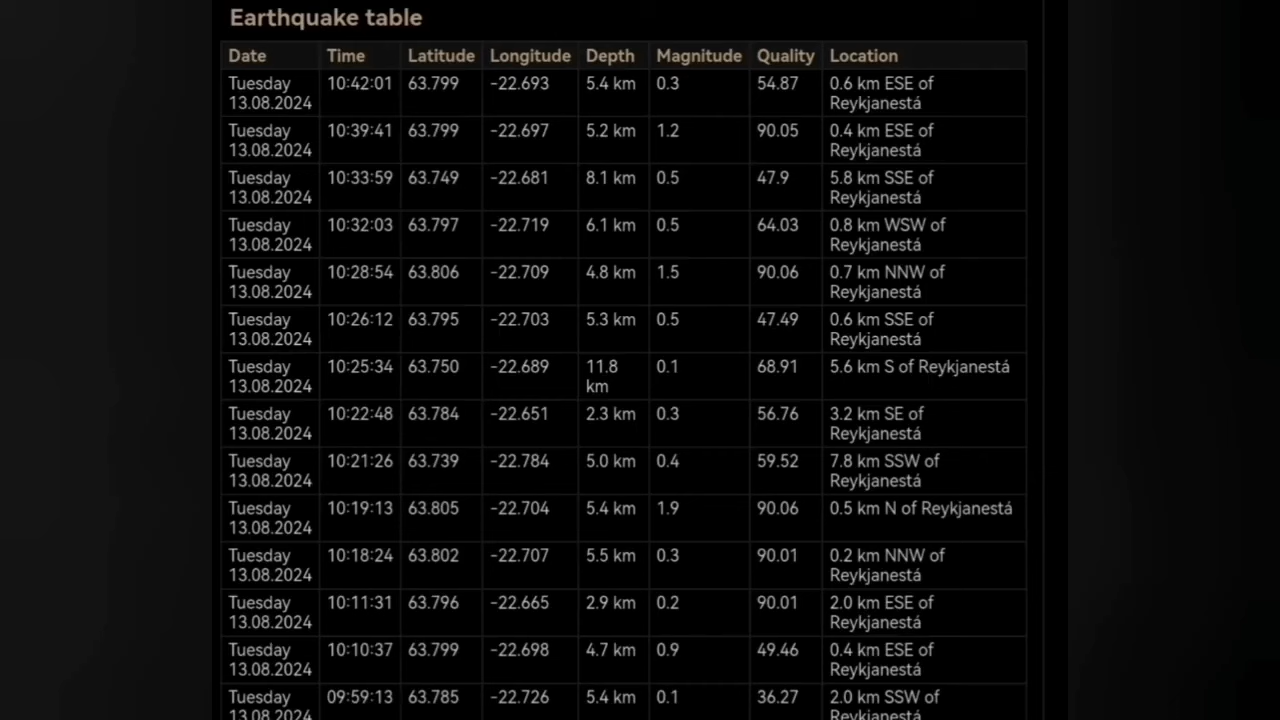 Earthquake table
Date Time Latitude Longitude Depth Magnitude Quality Location
Tuesday 10:42:01 63.799 -22.693 5.4 km 0.3 54.87 0.6 km ESE of
13.08.2024 Reykjanestá
Tuesday 10:39:41 63.799 -22.697 5.2 km 1.2 90.05 0.4 km ESE of
13.08.2024 Reykjanestá
Tuesday 10:33:59 63.749 -22.681 8.1 km 0.5 47.9 5.8 km SSE of
13.08.2024 Reykjanestá
Tuesday 10:32:03 63.797 -22.719 6.1 km 0.5 64.03 0.8 km WSW of
13.08.2024 Reykjanestá
Tuesday 10:28:54 63.806 -22.709 4.8 km 1.5 90.06 0.7 km NNW of
13.08.2024 Reykjanestá
Tuesday 10:26:12 63.795 -22.703 5.3 km 0.5 47.49 0.6 km SSE of
13.08.2024 Reykjanestá
Tuesday 10:25:34 63.750 -22.689 11.8 0.1 68.91 5.6 km S of Reykjanestá
13.08.2024 km
Tuesday 10:22:48 63.784 -22.651 2.3 km 0.3 56.76 3.2 km SE of
13.08.2024 Reykjanestá
Tuesday 10:21:26 63.739 -22.784 5.0 km 0.4 59.52 7.8 km SSW of
13.08.2024 Reykjanestá
Tuesday 10:19:13 63.805 -22.704 5.4 km 1.9 90.06 0.5 km N of Reykjanestá
13.08.2024
Tuesday 10:18:24 63.802 -22.707 5.5 km 0.3 90.01 0.2 km NNW of
13.08.2024 Reykjanestá
Tuesday 10:11:31 63.796 -22.665 2.9 km 0.2 90.01 2.0 km ESE of
13.08.2024 Reykjanestá
Tuesday 10:10:37 63.799 -22.698 4.7 km 0.9 49.46 0.4 km ESE of
13.08.2024 Reykjanestá
Tuesday 09:59:13 63.785 -22.726 5.4 km 0.1 36.27 2.0 km SSW of
13.08.2024 Reykjanestá